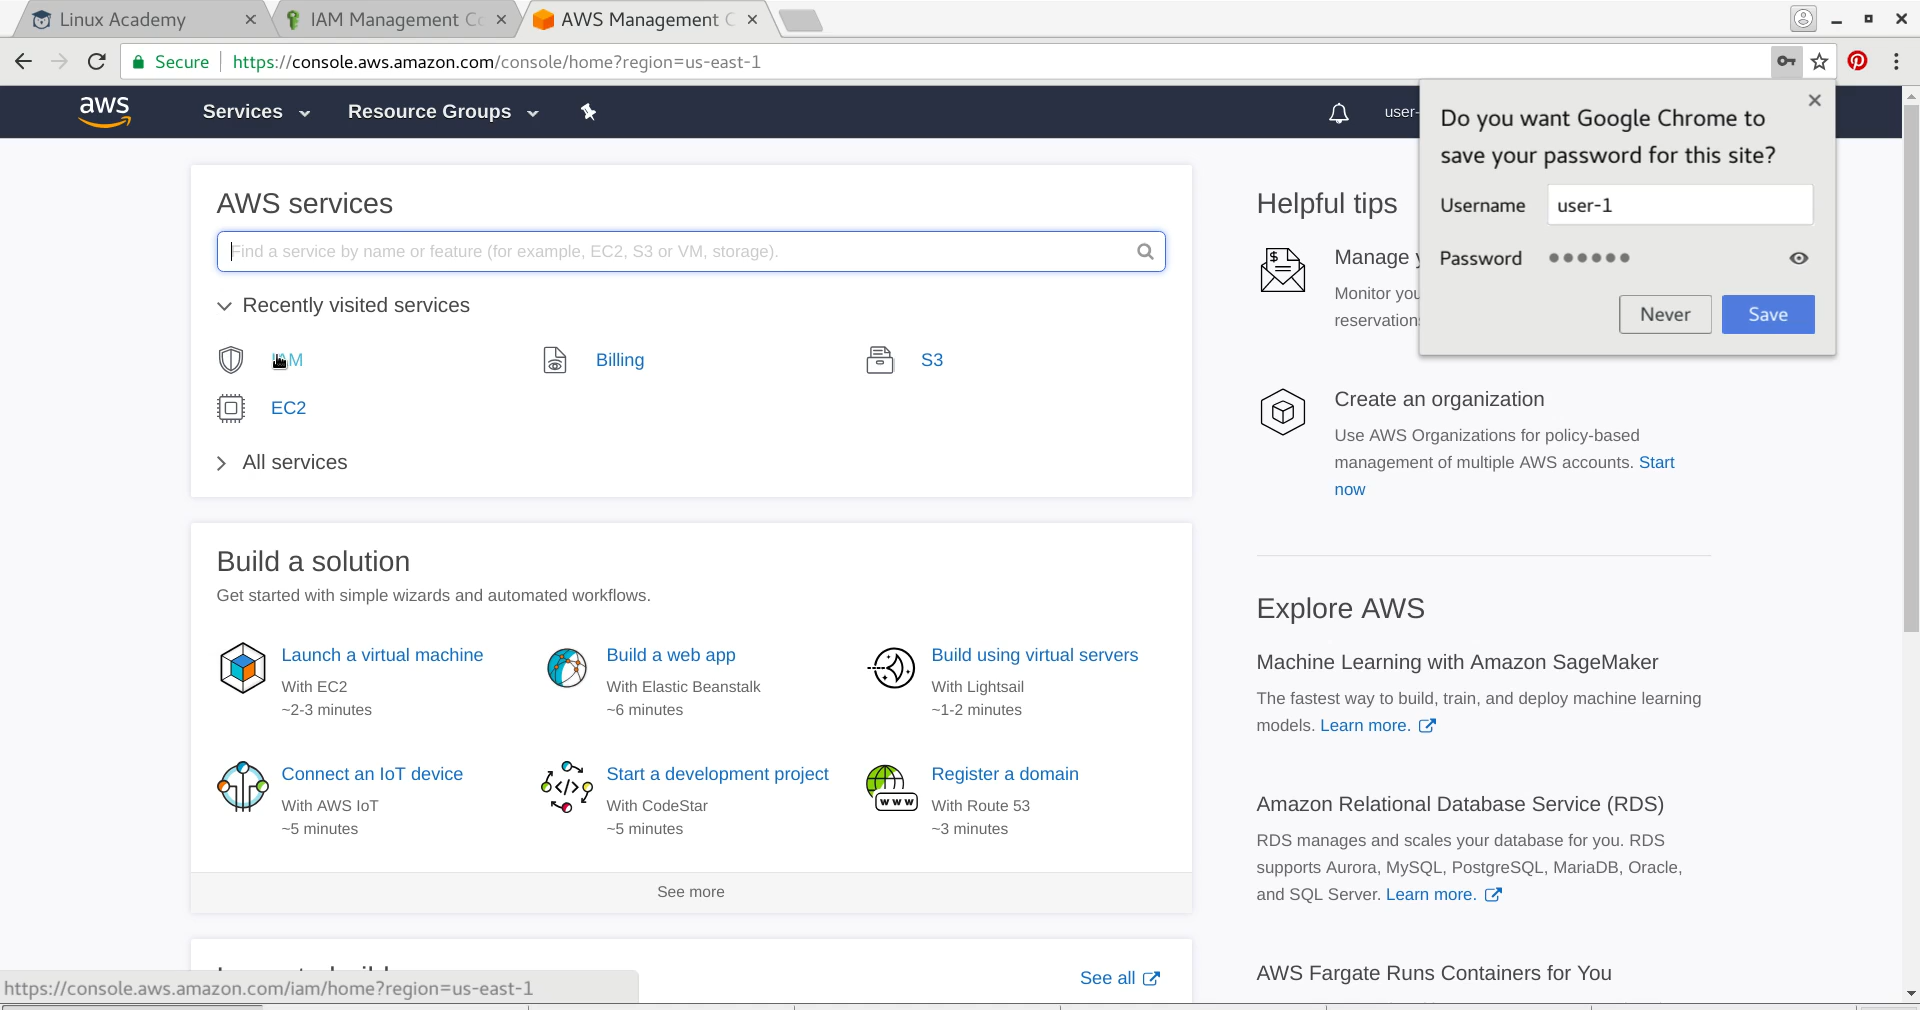 Linux Academy
IAM Management Co
AWS Management C
Secure
https://console.aws.amazon.com/console/home?region=us-east-1
aws
Services
Resource Groups
user-
Do you want Google Chrome to
save your password for this site?
Username
user-1
Password
Never
Save
AWS services
Find a service by name or feature (for example, EC2, S3 or VM, storage).
Recently visited services
IAM
Billing
S3
EC2
All services
Build a solution
Get started with simple wizards and automated workflows.
Launch a virtual machine
With EC2
~2-3 minutes
Build a web app
With Elastic Beanstalk
~6 minutes
Build using virtual servers
With Lightsail
~1-2 minutes
Connect an IoT device
With AWS IoT
~5 minutes
Start a development project
With CodeStar
~5 minutes
Register a domain
With Route 53
~3 minutes
See more
See all
Helpful tips
Manage y
Monitor you
reservations
Create an organization
Use AWS Organizations for policy-based
management of multiple AWS accounts. Start
now
Explore AWS
Machine Learning with Amazon SageMaker
The fastest way to build, train, and deploy machine learning
models. Learn more.
Amazon Relational Database Service (RDS)
RDS manages and scales your database for you. RDS
supports Aurora, MySQL, PostgreSQL, MariaDB, Oracle,
and SQL Server. Learn more.
AWS Fargate Runs Containers for You
https://console.aws.amazon.com/iam/home?region=us-east-1